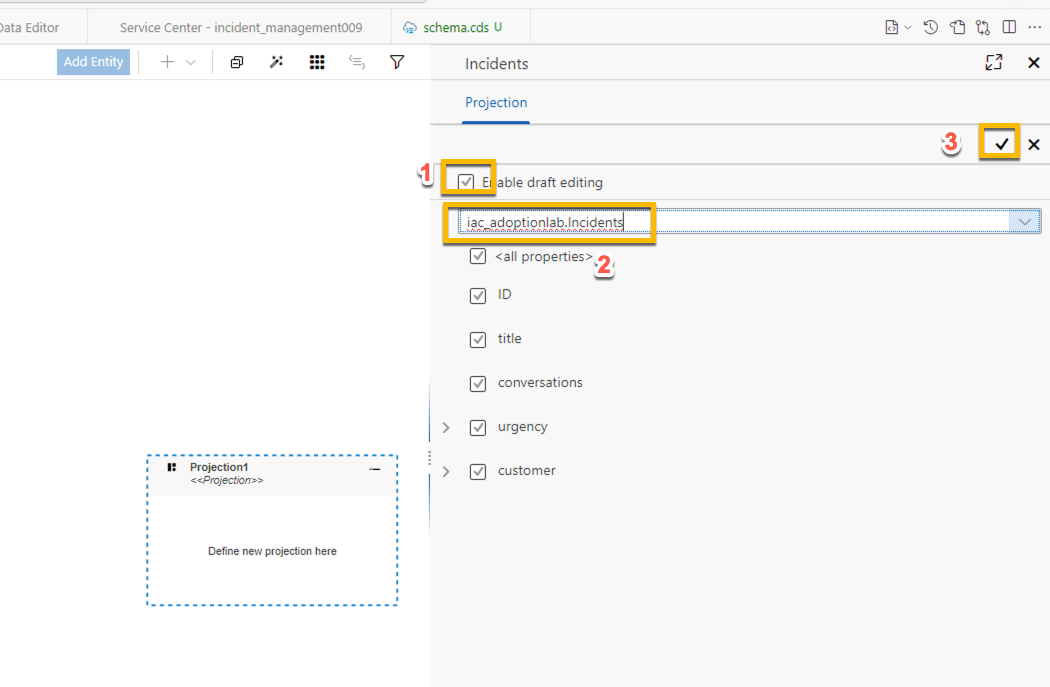 Data Editor
Service Center - incident_management009
schema.cds U
Add Entity
Incidents
Projection
3
1
Enable draft editing
iac_adoptionlab.Incidents
<all properties>
2
ID
title
conversations
urgency
customer
Projection1
<<Projection>>
Define new projection here